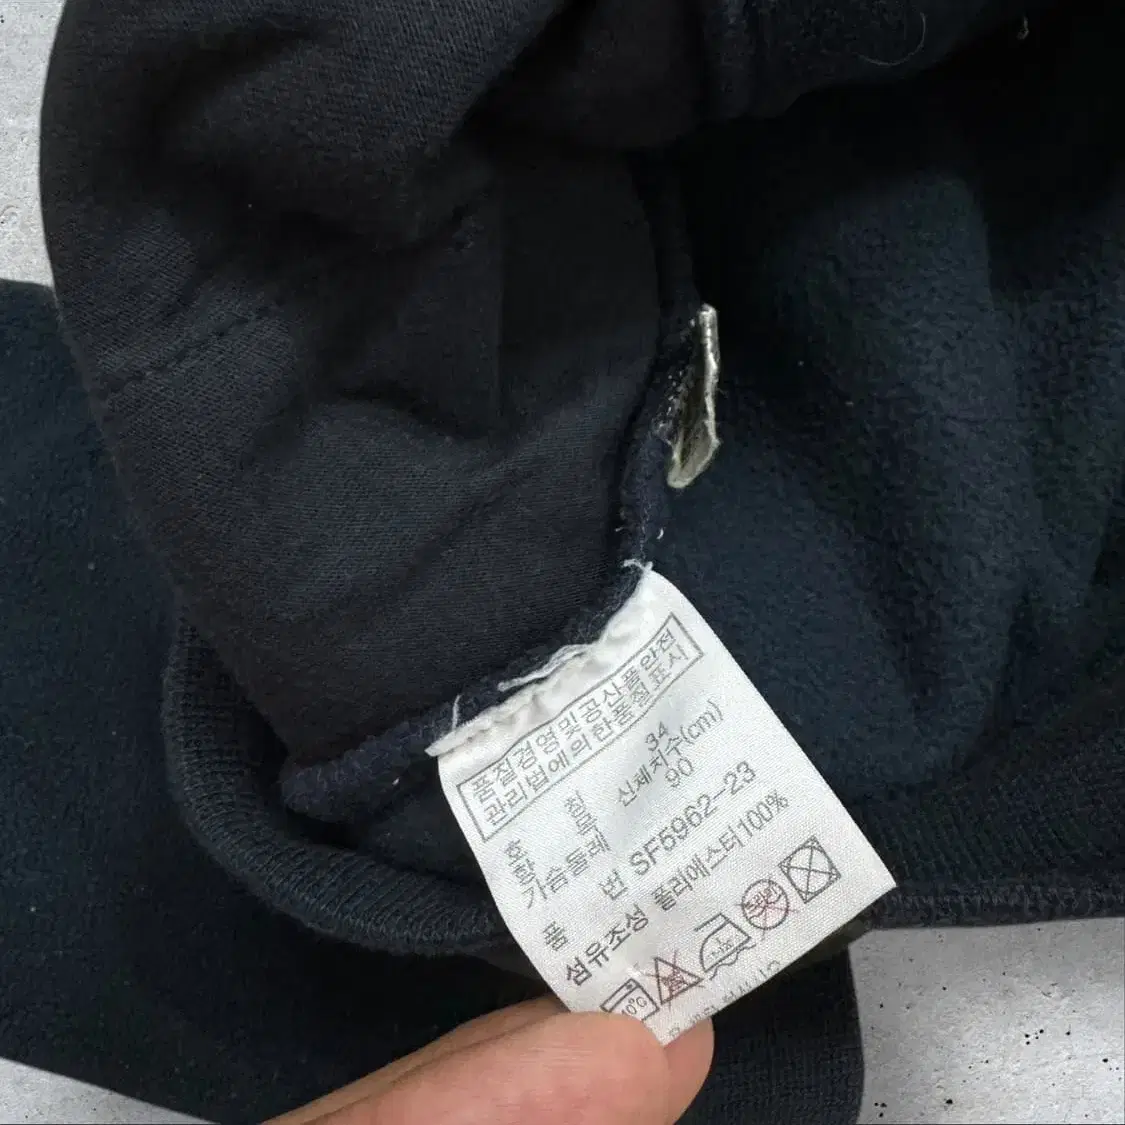 품질경영 및 공산품안전
관리법에 의한 품질표시
호칭 34
신체치수(cm)
가슴둘레 90
품 번 SF5962-23
섬유조성 폴리에스터100%